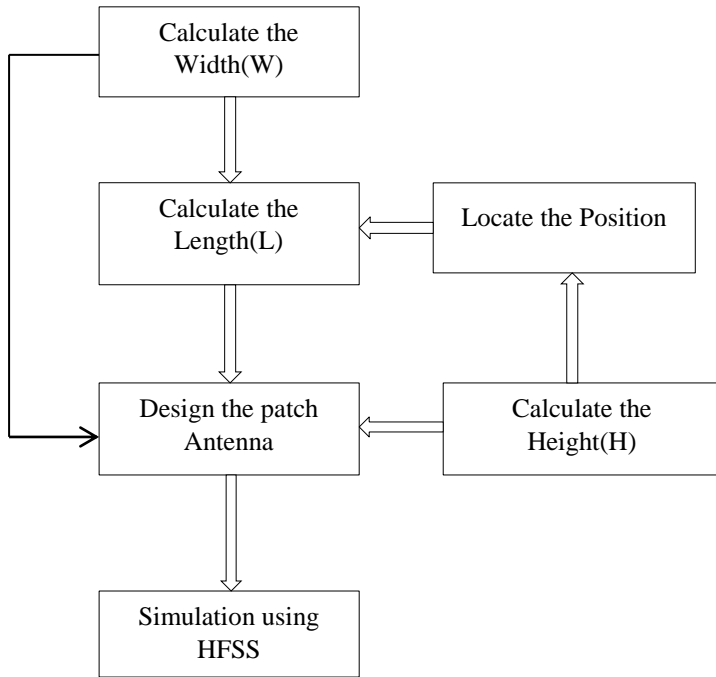 Calculate the
Width(W)
Calculate the
Length(L)
Locate the Position
Design the patch
Antenna
Calculate the
Height(H)
Simulation using
HFSS